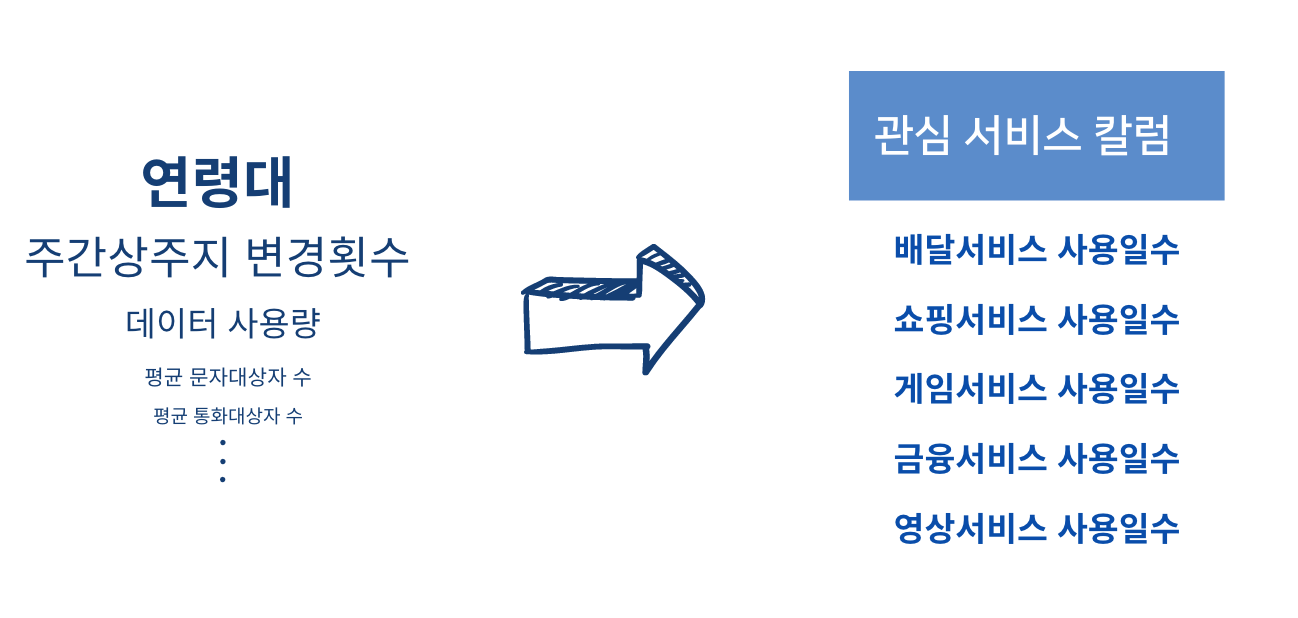 연령대
주간상주지 변경횟수
데이터 사용량
평균 문자대상자 수
평균 통화대상자 수
관심 서비스 칼럼
배달서비스 사용일수
쇼핑서비스 사용일수
게임서비스 사용일수
금융서비스 사용일수
영상서비스 사용일수